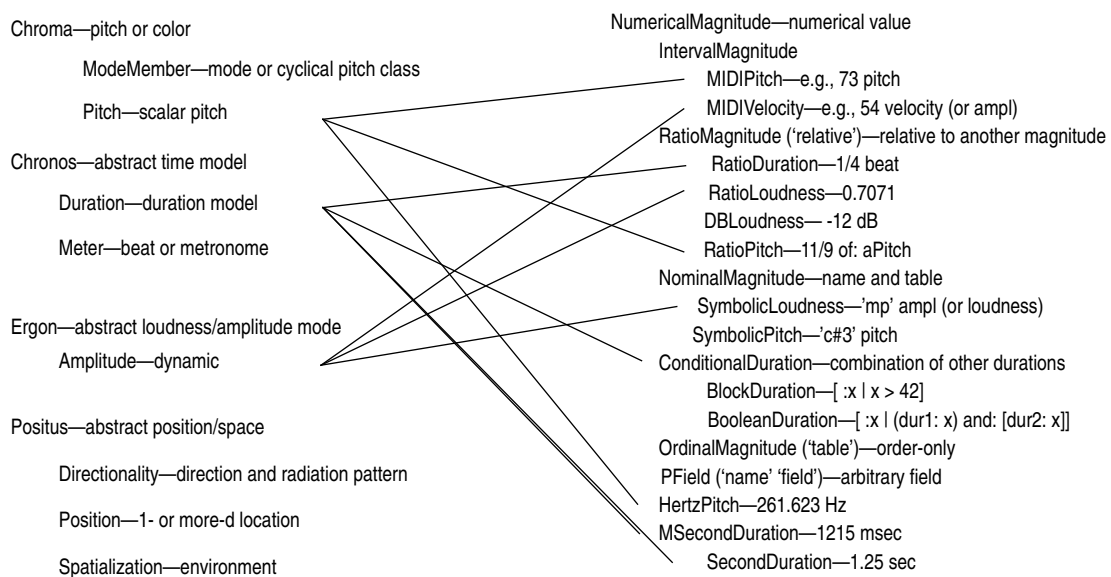 Chroma—pitch or color
ModeMember—mode or cyclical pitch class
Pitch—scalar pitch
Chronos—abstract time model
Duration—duration model
Meter—beat or metronome
Ergon—abstract loudness/amplitude mode
Amplitude—dynamic
Positus—abstract position/space
Directionality—direction and radiation pattern
Position—1- or more-d location
Spatialization—environment
NumericalMagnitude—numerical value
IntervalMagnitude
MIDIPitch—e.g., 73 pitch
MIDIVelocity—e.g., 54 velocity (or ampl)
RatioMagnitude (‘relative’)—relative to another magnitude
RatioDuration—1/4 beat
RatioLoudness—0.7071
DBLoudness— -12 dB
RatioPitch—11/9 of: aPitch
NominalMagnitude—name and table
SymbolicLoudness—’mp’ ampl (or loudness)
SymbolicPitch—’c#3’ pitch
ConditionalDuration—combination of other durations
BlockDuration—[ :x | x > 42]
BooleanDuration—[ :x | (dur1: x) and: [dur2: x]]
OrdinalMagnitude (‘table’)—order-only
PField (‘name’ ‘field’)—arbitrary field
HertzPitch—261.623 Hz
MSecondDuration—1215 msec
SecondDuration—1.25 sec